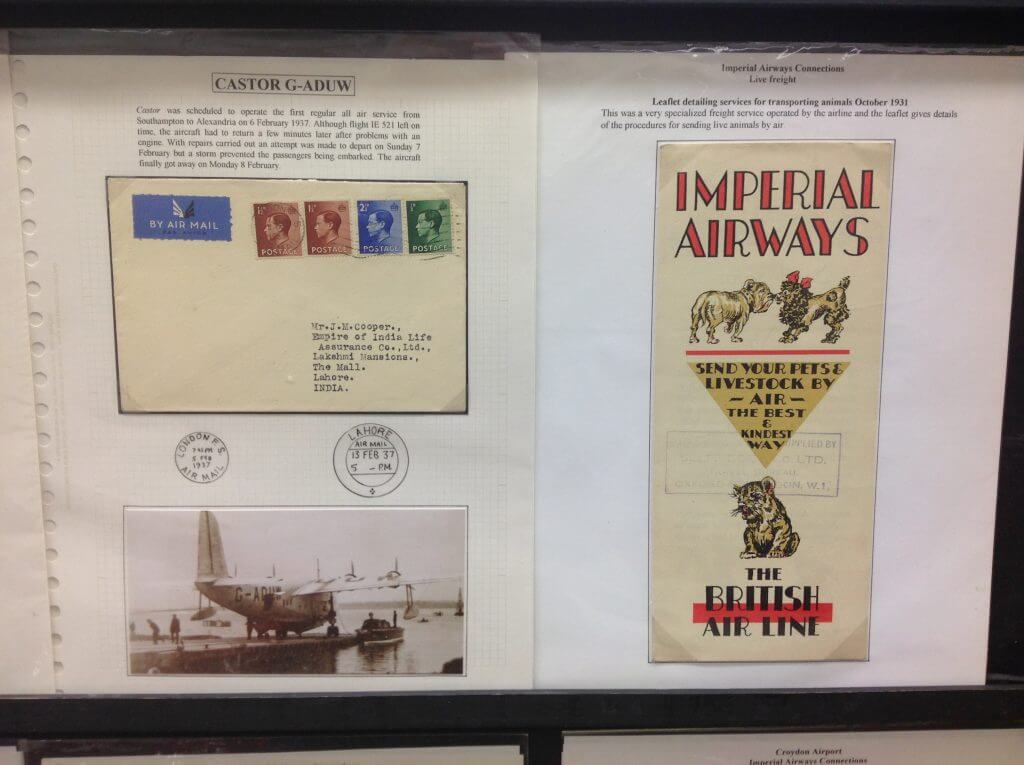 CASTOR G-ADUW
Castor was scheduled to operate the first regular all air service from
Southampton to Alexandria on 6 February 1937. Although flight IE 521 left on
time, the aircraft had to return a few minutes later after problems with an
engine. With repairs carried out an attempt was made to depart on Sunday 7
February but a storm prevented the passengers being embarked. The aircraft
finally got away on Monday 8 February.
BY AIR MAIL
PAR AVION
POSTAGE
POSTAGE
POSTAGE
POSTAGE
Mr.J.M.Cooper.,
Empire of India Life
Assurance Co.,Ltd.,
Lakshmi Mansions.,
The Mall.
Lahore.
INDIA.
LONDON F.S.
5 FEB
1937
AIR MAIL
LAHORE
AIR MAIL
13 FEB 37
5 - PM.
G-ADUW
Imperial Airways Connections
Live freight
Leaflet detailing services for transporting animals October 1931
This was a very specialized freight service operated by the airline and the leaflet gives details
of the procedures for sending live animals by air.
IMPERIAL
AIRWAYS
SEND YOUR PETS &
LIVESTOCK BY
- AIR -
THE BEST
&
KINDEST
WAY
LTD.
W.1,
THE
BRITISH
AIR LINE
Croydon Airport
Imperial Airways Connections